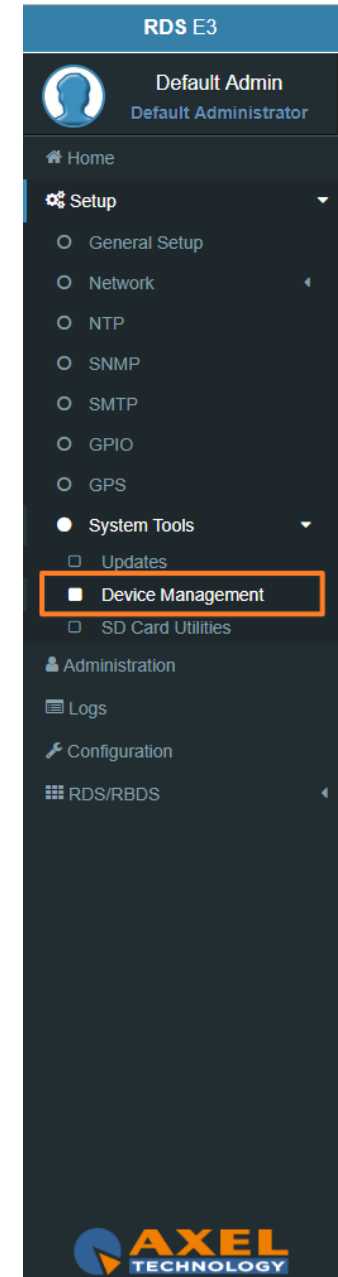 RDS E3
Default Admin
Default Administrator
Home
Setup
General Setup
Network
NTP
SNMP
SMTP
GPIO
GPS
System Tools
Updates
Device Management
SD Card Utilities
Administration
Logs
Configuration
RDS/RBDS
AXEL
TECHNOLOGY